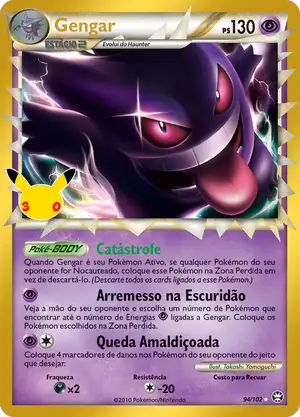 Gengar
PS130
ESTÁGIO 2
Evolui do Haunter
30
Poké-BODY Catástrofe
Quando Gengar é seu Pokémon Ativo, se qualquer Pokémon do seu
oponente for Nocauteado, coloque esse Pokémon na Zona Perdida em
vez de descartá-lo. (Descarte todos os cards ligados a esse Pokémon.)
Arremesso na Escuridão
Veja a mão do seu oponente e escolha um número de Pokémon que
encontrar até o número de Energias ligadas a Gengar. Coloque os
Pokémon escolhidos na Zona Perdida.
Queda Amaldiçoada
Coloque 4 marcadores de danos nos Pokémon do seu oponente do jeito
que desejar.
Ilust. Takashi Yamaguchi
Fraqueza
Resistência
Custo para Recuar
×2
-20
©2010 Pokémon/Nintendo
94/102